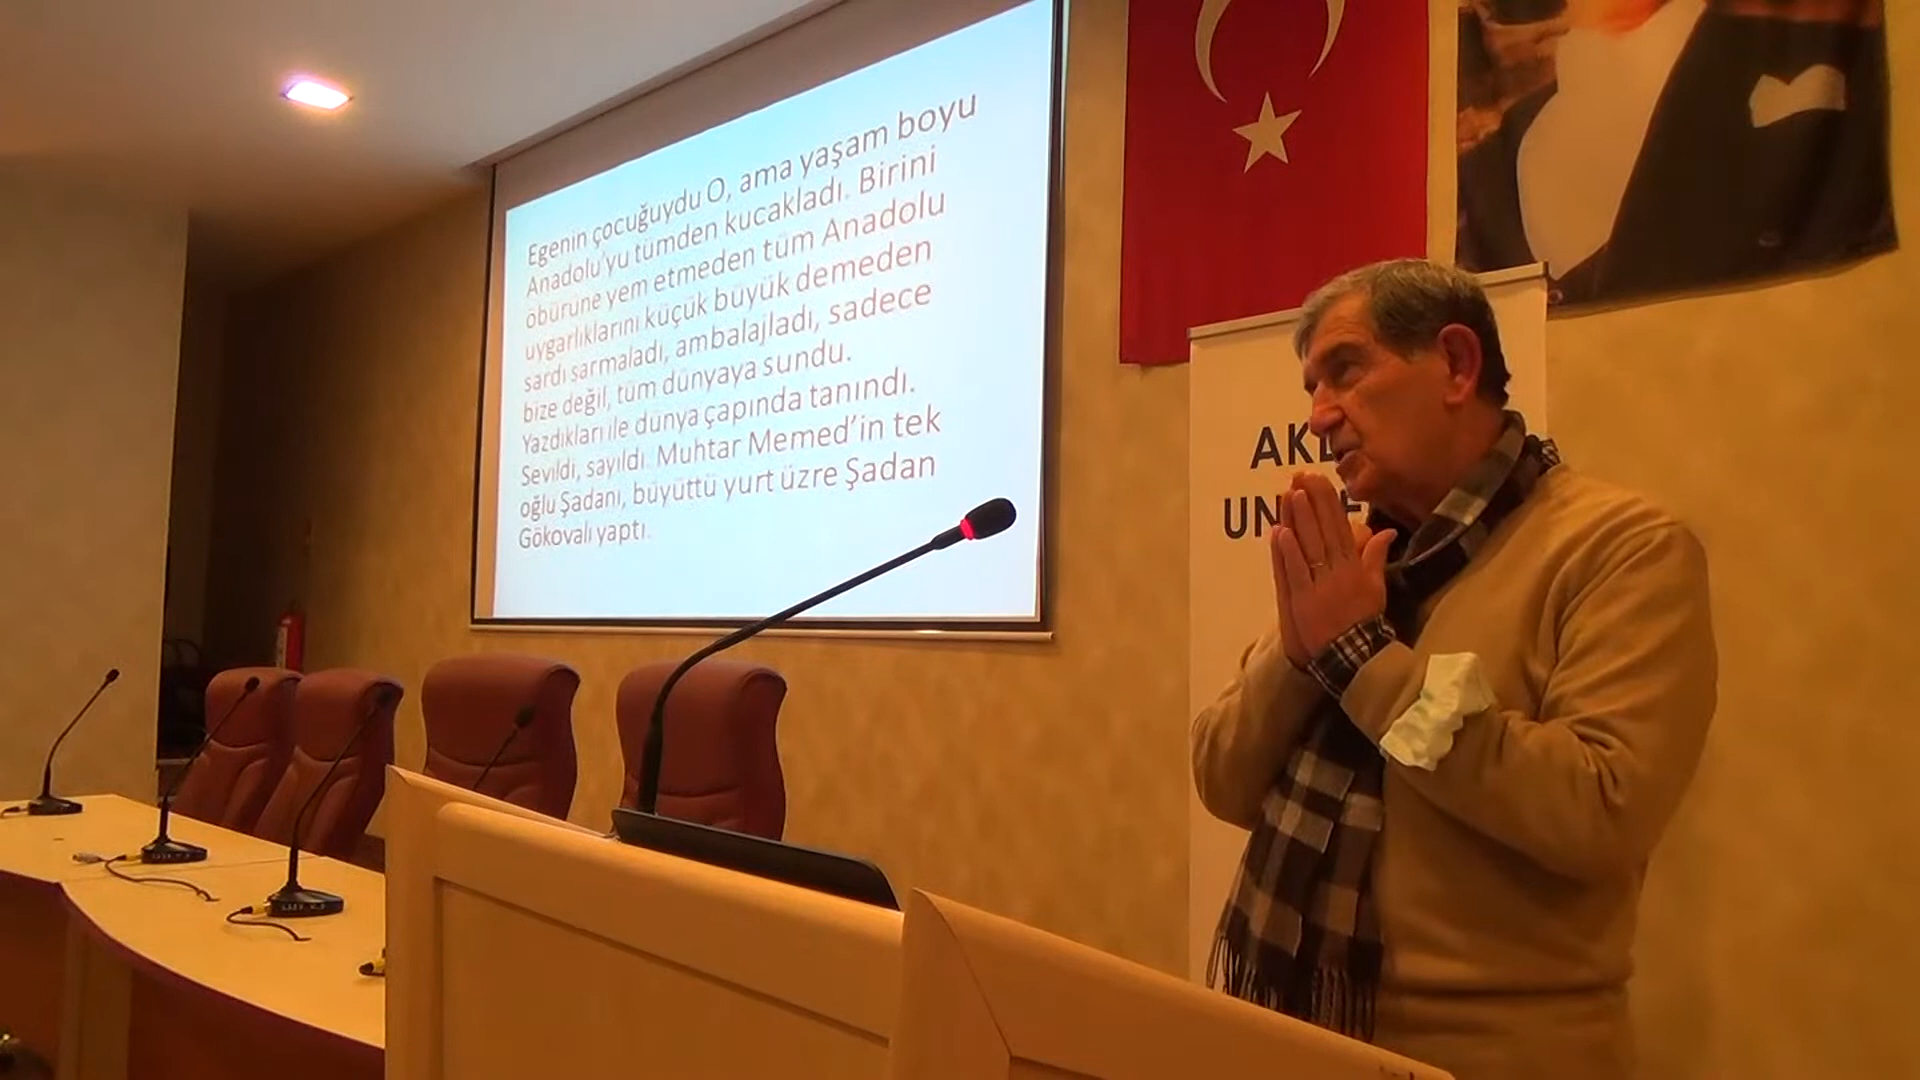 Egenin çocuğuydu O, ama yaşam boyu
Anadolu'yu tümden kucakladı. Birini
öbürüne yem etmeden tüm Anadolu
uygarlıklarını küçük büyük demeden
sardı sarmaladı, ambalajladı, sadece
bize değil, tüm dünyaya sundu.
Yazdıkları ile dünya çapında tanındı.
Sevildi, sayıldı. Muhtar Memed'in tek
oğlu Şadanı, büyüttü yurt üzre Şadan
Gökovalı yaptı.